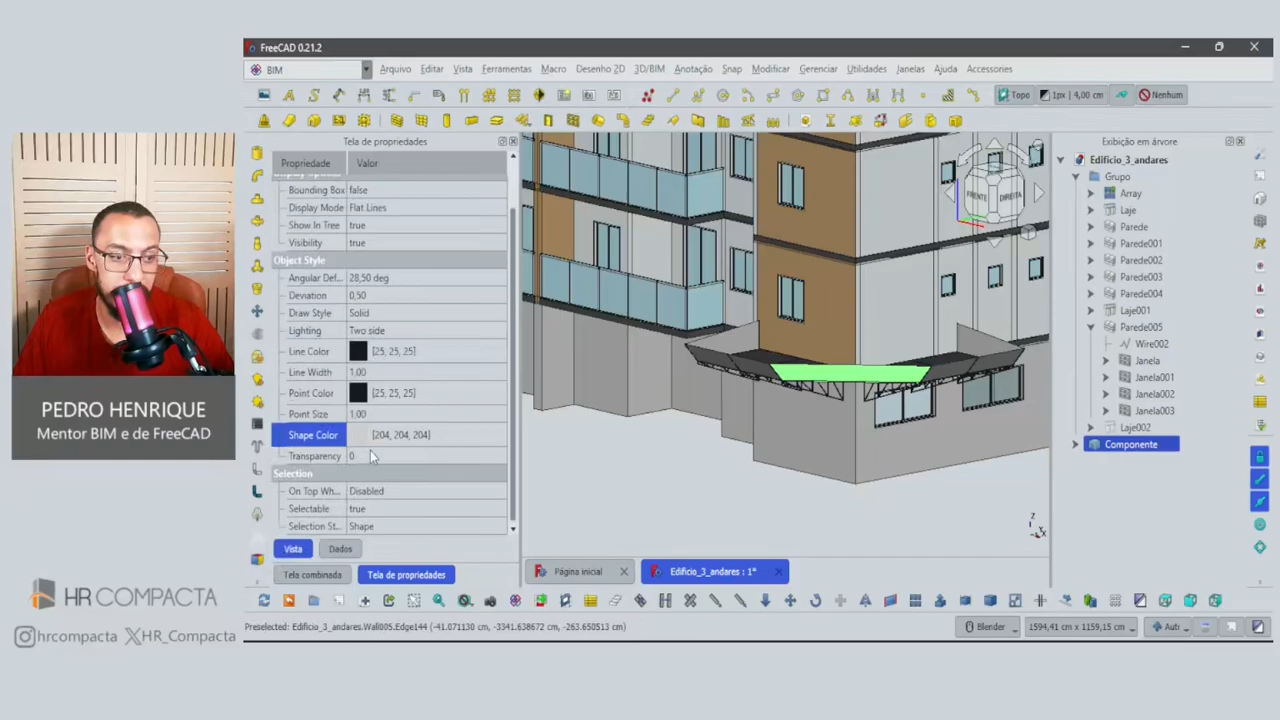 FreeCAD 0.21.2
BIM
Arquivo Editar Vista Ferramentas Macro Desenho 2D 3D/BIM Anotação Snap Modificar Gerenciar Utilidades Janelas Ajuda Accessories
Topo 1px | 4,00 cm Nenhum
Tela de propriedades
Propriedade Valor
Bounding Box false
Display Mode Flat Lines
Show In Tree true
Visibility true
Object Style
Angular Def... 28,50 deg
Deviation 0,50
Draw Style Solid
Lighting Two side
Line Color [25, 25, 25]
Line Width 1,00
Point Color [25, 25, 25]
Point Size 1,00
Shape Color [204, 204, 204]
Transparency 0
Selection
On Top Wh... Disabled
Selectable true
Selection St... Shape
Vista Dados
Tela combinada Tela de propriedades
FRENTE DIREITA
Z
Página inicial Edificio_3_andares : 1*
Exibição em árvore
Edificio_3_andares
Grupo
Array
Laje
Parede
Parede001
Parede002
Parede003
Parede004
Laje001
Parede005
Wire002
Janela
Janela001
Janela002
Janela003
Laje002
Componente
Preselected: Edificio_3_andares.Wall005.Edge144 (-41.071130 cm, -3341.638672 cm, -263.650513 cm)
Blender 1594,41 cm x 1159,15 cm Auto
PEDRO HENRIQUE
Mentor BIM e de FreeCAD
HR COMPACTA
hrcompacta HR_Compacta